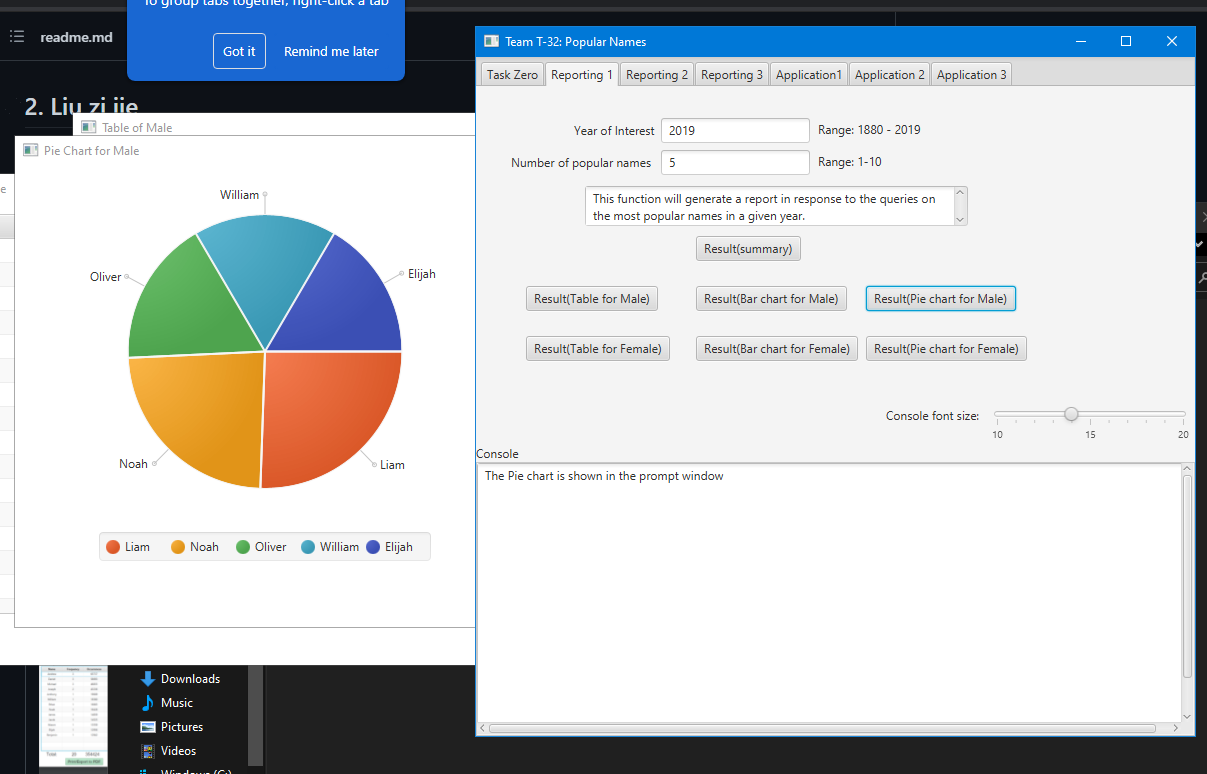 To group tabs together, right-click a tab
readme.md
Got it
Remind me later
2. Liu zi jie
Table of Male
Pie Chart for Male
William
Oliver
Elijah
Noah
Liam
Liam
Noah
Oliver
William
Elijah
Downloads
Music
Pictures
Videos
Team T-32: Popular Names
Task Zero
Reporting 1
Reporting 2
Reporting 3
Application1
Application 2
Application 3
Year of Interest
2019
Range: 1880 - 2019
Number of popular names
5
Range: 1-10
This function will generate a report in response to the queries on
the most popular names in a given year.
Result(summary)
Result(Table for Male)
Result(Bar chart for Male)
Result(Pie chart for Male)
Result(Table for Female)
Result(Bar chart for Female)
Result(Pie chart for Female)
Console font size:
10
15
20
Console
The Pie chart is shown in the prompt window